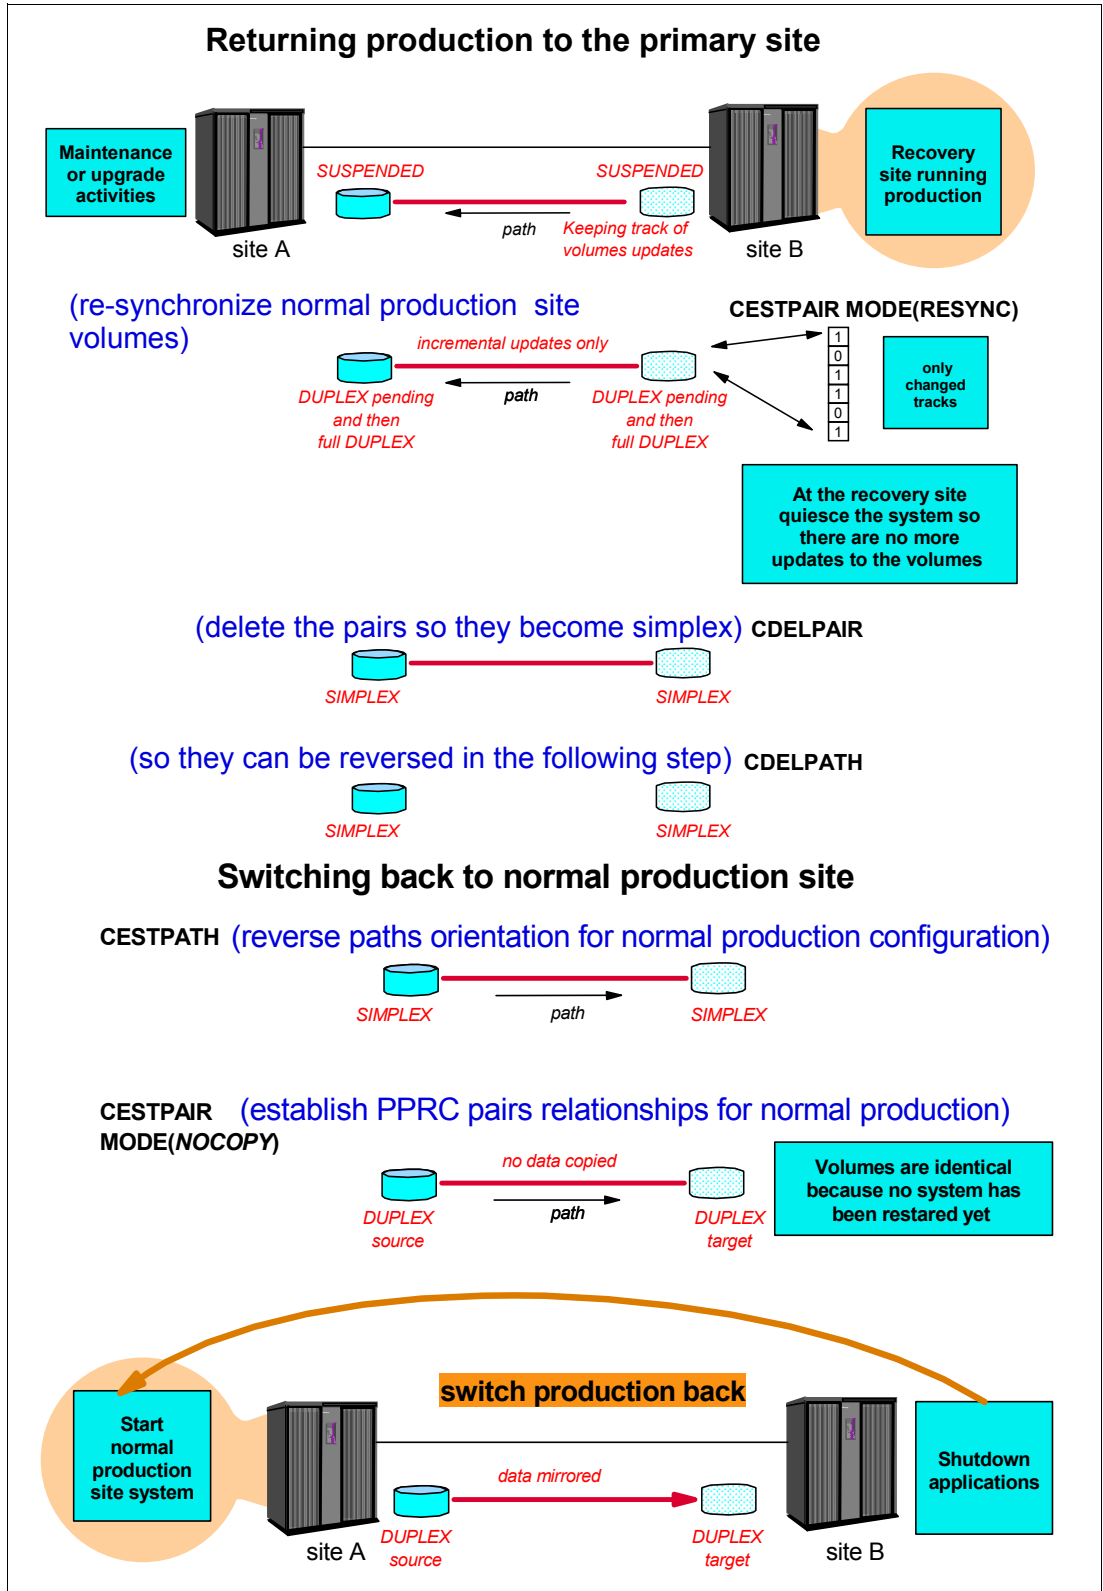 Returning production to the primary site
Maintenance
or upgrade
activities
SUSPENDED
SUSPENDED
Recovery
site running
production
path
Keeping track of
volumes updates
site A
site B
(re-synchronize normal production  site
volumes)
CESTPAIR MODE(RESYNC)
incremental updates only
path
DUPLEX pending
and then
full DUPLEX
DUPLEX pending
and then
full DUPLEX
1
0
1
1
0
1
only
changed
tracks
At the recovery site
quiesce the system so
there are no more
updates to the volumes
(delete the pairs so they become simplex) CDELPAIR
SIMPLEX
SIMPLEX
(so they can be reversed in the following step) CDELPATH
SIMPLEX
SIMPLEX
Switching back to normal production site
CESTPATH (reverse paths orientation for normal production configuration)
SIMPLEX
path
SIMPLEX
CESTPAIR (establish PPRC pairs relationships for normal production)
MODE(NOCOPY)
no data copied
path
DUPLEX
source
DUPLEX
target
Volumes are identical
because no system has
been restared yet
switch production back
Start
normal
production
site system
Shutdown
applications
data mirrored
DUPLEX
source
DUPLEX
target
site A
site B